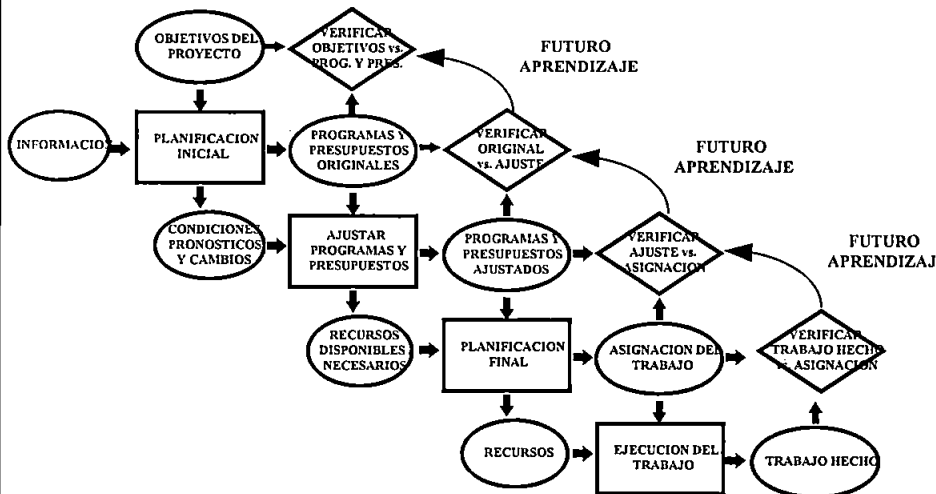 OBJETIVOS DEL
PROYECTO
VERIFICAR
OBJETIVOS vs.
PROG. Y PRES.
FUTURO
APRENDIZAJE
INFORMACIO
PLANIFICACION
INICIAL
PROGRAMAS Y
PRESUPUESTOS
ORIGINALES
VERIFICAR
ORIGINAL
vs. AJUSTE
FUTURO
APRENDIZAJE
CONDICIONES
PRONOSTICOS
Y CAMBIOS
AJUSTAR
PROGRAMAS Y
PRESUPUESTOS
PROGRAMAS Y
PRESUPUESTOS
AJUSTADOS
VERIFICAR
AJUSTE vs.
ASIGNACION
FUTURO
APRENDIZAJ
RECURSOS
DISPONIBLES
NECESARIOS
PLANIFICACION
FINAL
ASIGNACION DEL
TRABAJO
VERIFICAR
TRABAJO HECHO
vs. ASIGNACION
RECURSOS
EJECUCION DEL
TRABAJO
TRABAJO HECHO